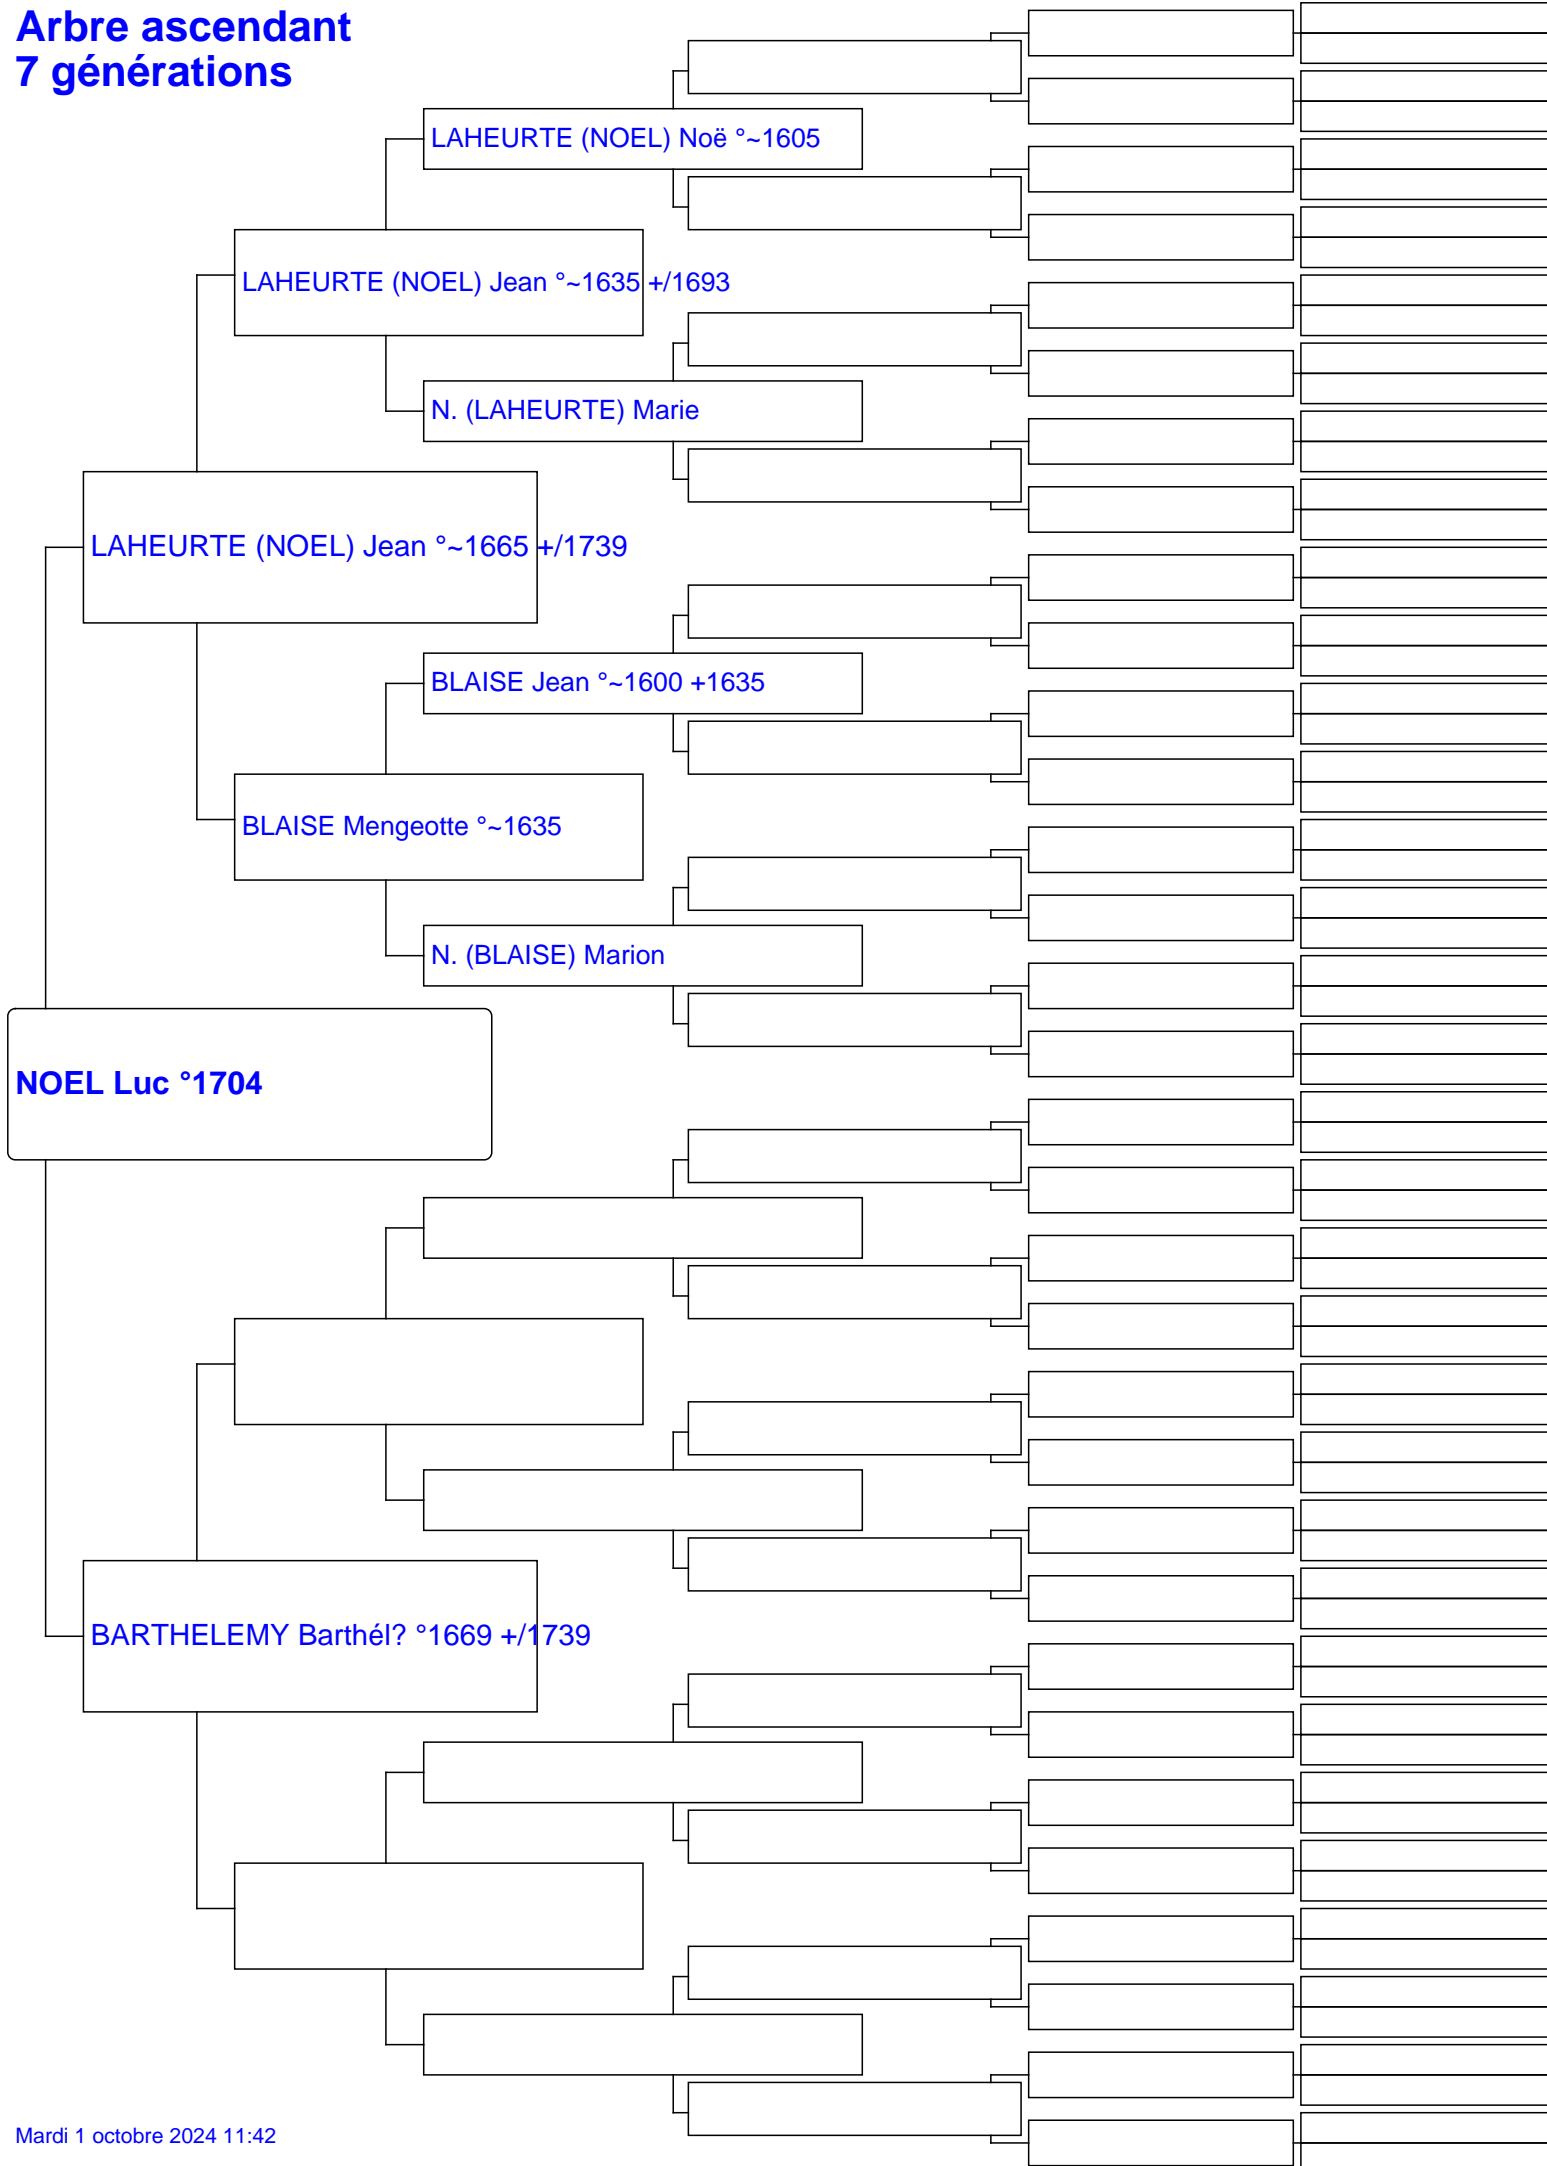 Arbre ascendant
7 générations
LAHEURTE (NOEL) Noë °~1605
LAHEURTE (NOEL) Jean °~1635 +/1693
N. (LAHEURTE) Marie
LAHEURTE (NOEL) Jean °~1665 +/1739
BLAISE Jean °~1600 +1635
BLAISE Mengeotte °~1635
N. (BLAISE) Marion
NOEL Luc °1704
BARTHELEMY Barthél? °1669 +/1739
Mardi 1 octobre 2024 11:42